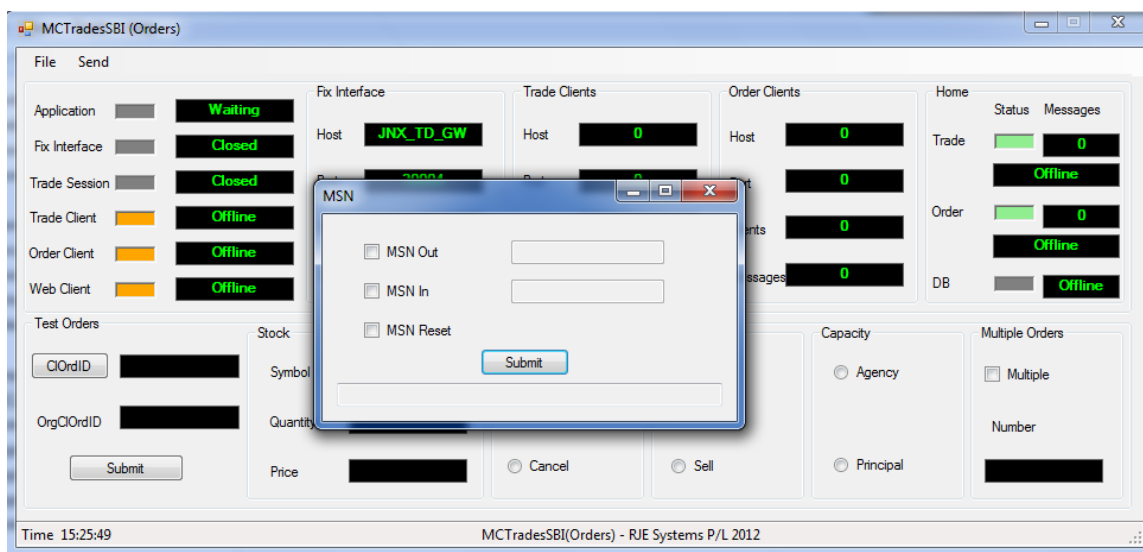 MCTradesSBI (Orders)
File Send
Application Waiting
Fix Interface Closed
Trade Session Closed
Trade Client Offline
Order Client Offline
Web Client Offline
Fix Interface
Host JNX_TD_GW
Trade Clients
Host 0
Order Clients
Host 0
0
0
0
Home
Status Messages
Trade 0
Offline
Order 0
Offline
DB Offline
MSN
MSN Out
MSN In
MSN Reset
Submit
Test Orders
ClOrdID
OrgClOrdID
Submit
Stock
Symbol
Quantity
Price
Cancel
Sell
Capacity
Agency
Principal
Multiple Orders
Multiple
Number
Time 15:25:49
MCTradesSBI(Orders) - RJE Systems P/L 2012